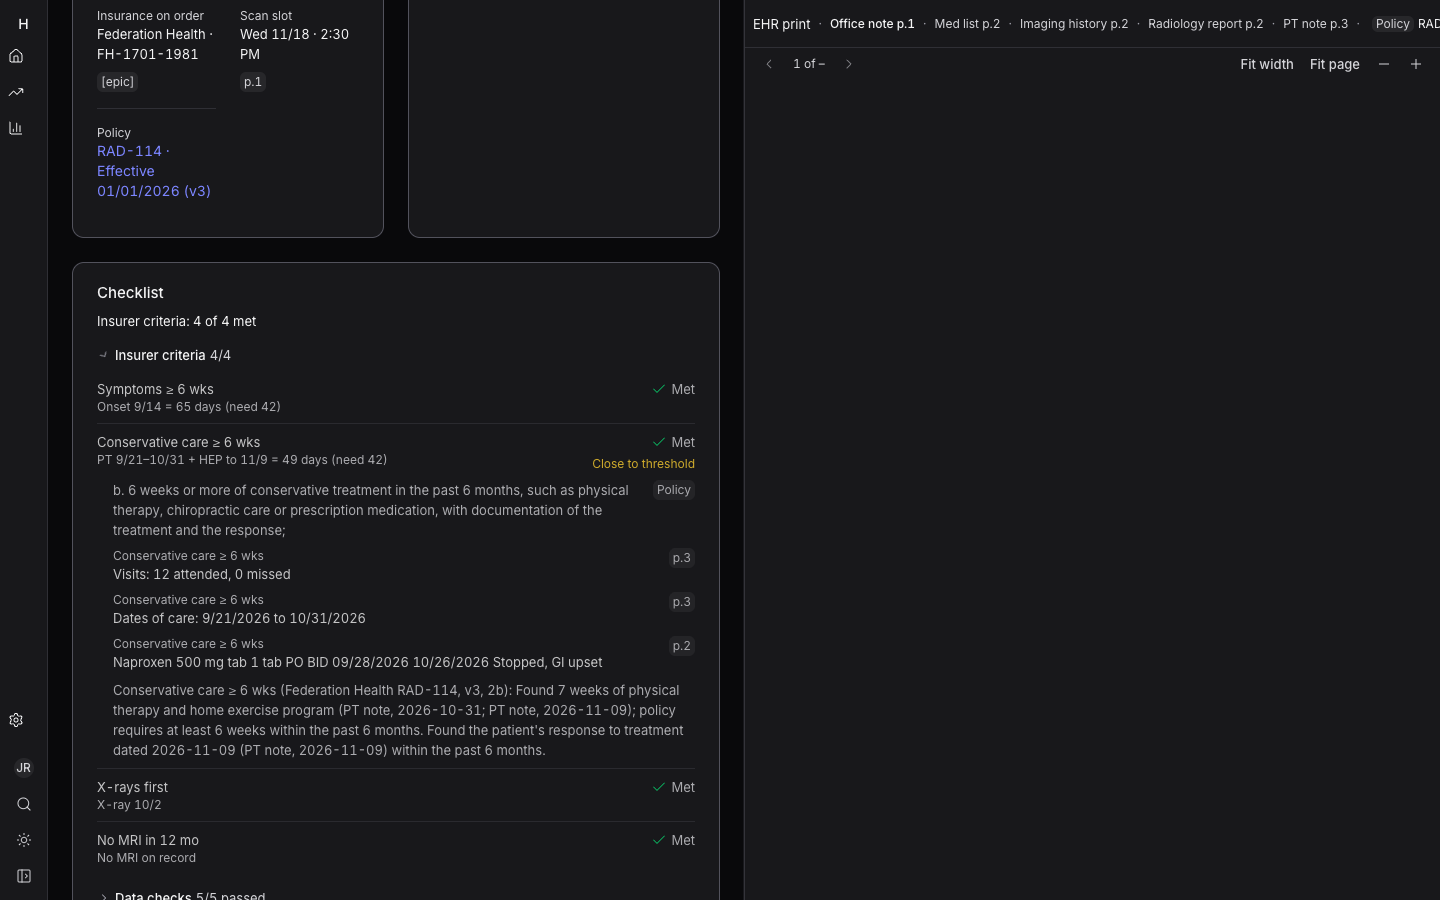 H
JR
Insurance on order
Federation Health ·
FH-1701-1981
[epic]
Scan slot
Wed 11/18 · 2:30
PM
p.1
Policy
RAD-114 ·
Effective
01/01/2026 (v3)
Checklist
Insurer criteria: 4 of 4 met
Insurer criteria 4/4
Symptoms ≥ 6 wks
Met
Onset 9/14 = 65 days (need 42)
Conservative care ≥ 6 wks
Met
PT 9/21–10/31 + HEP to 11/9 = 49 days (need 42)
Close to threshold
b. 6 weeks or more of conservative treatment in the past 6 months, such as physical
therapy, chiropractic care or prescription medication, with documentation of the
treatment and the response;
Policy
Conservative care ≥ 6 wks
p.3
Visits: 12 attended, 0 missed
Conservative care ≥ 6 wks
p.3
Dates of care: 9/21/2026 to 10/31/2026
Conservative care ≥ 6 wks
p.2
Naproxen 500 mg tab 1 tab PO BID 09/28/2026 10/26/2026 Stopped, GI upset
Conservative care ≥ 6 wks (Federation Health RAD-114, v3, 2b): Found 7 weeks of physical
therapy and home exercise program (PT note, 2026-10-31; PT note, 2026-11-09); policy
requires at least 6 weeks within the past 6 months. Found the patient's response to treatment
dated 2026-11-09 (PT note, 2026-11-09) within the past 6 months.
X-rays first
Met
X-ray 10/2
No MRI in 12 mo
Met
No MRI on record
Data checks 5/5 passed
EHR print · Office note p.1 · Med list p.2 · Imaging history p.2 · Radiology report p.2 · PT note p.3 · Policy RAD
1 of –
Fit width Fit page